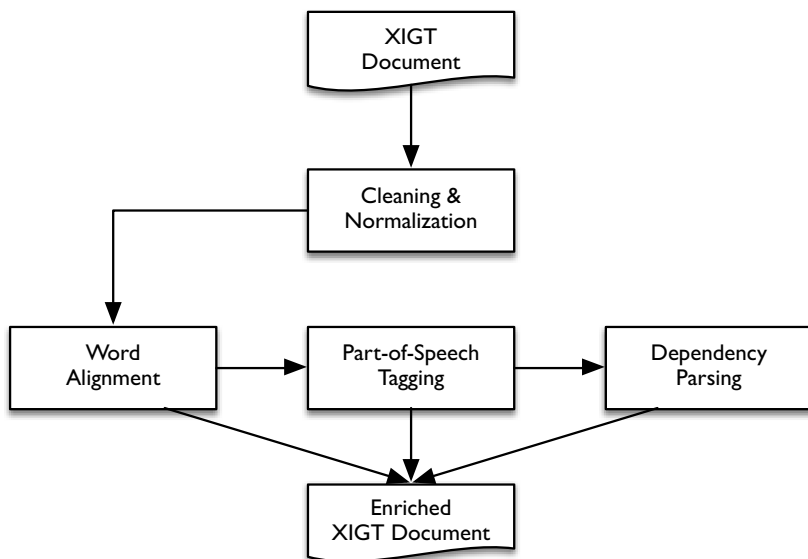 XIGT
Document
Cleaning &
Normalization
Word
Alignment
Part-of-Speech
Tagging
Dependency
Parsing
Enriched
XIGT Document